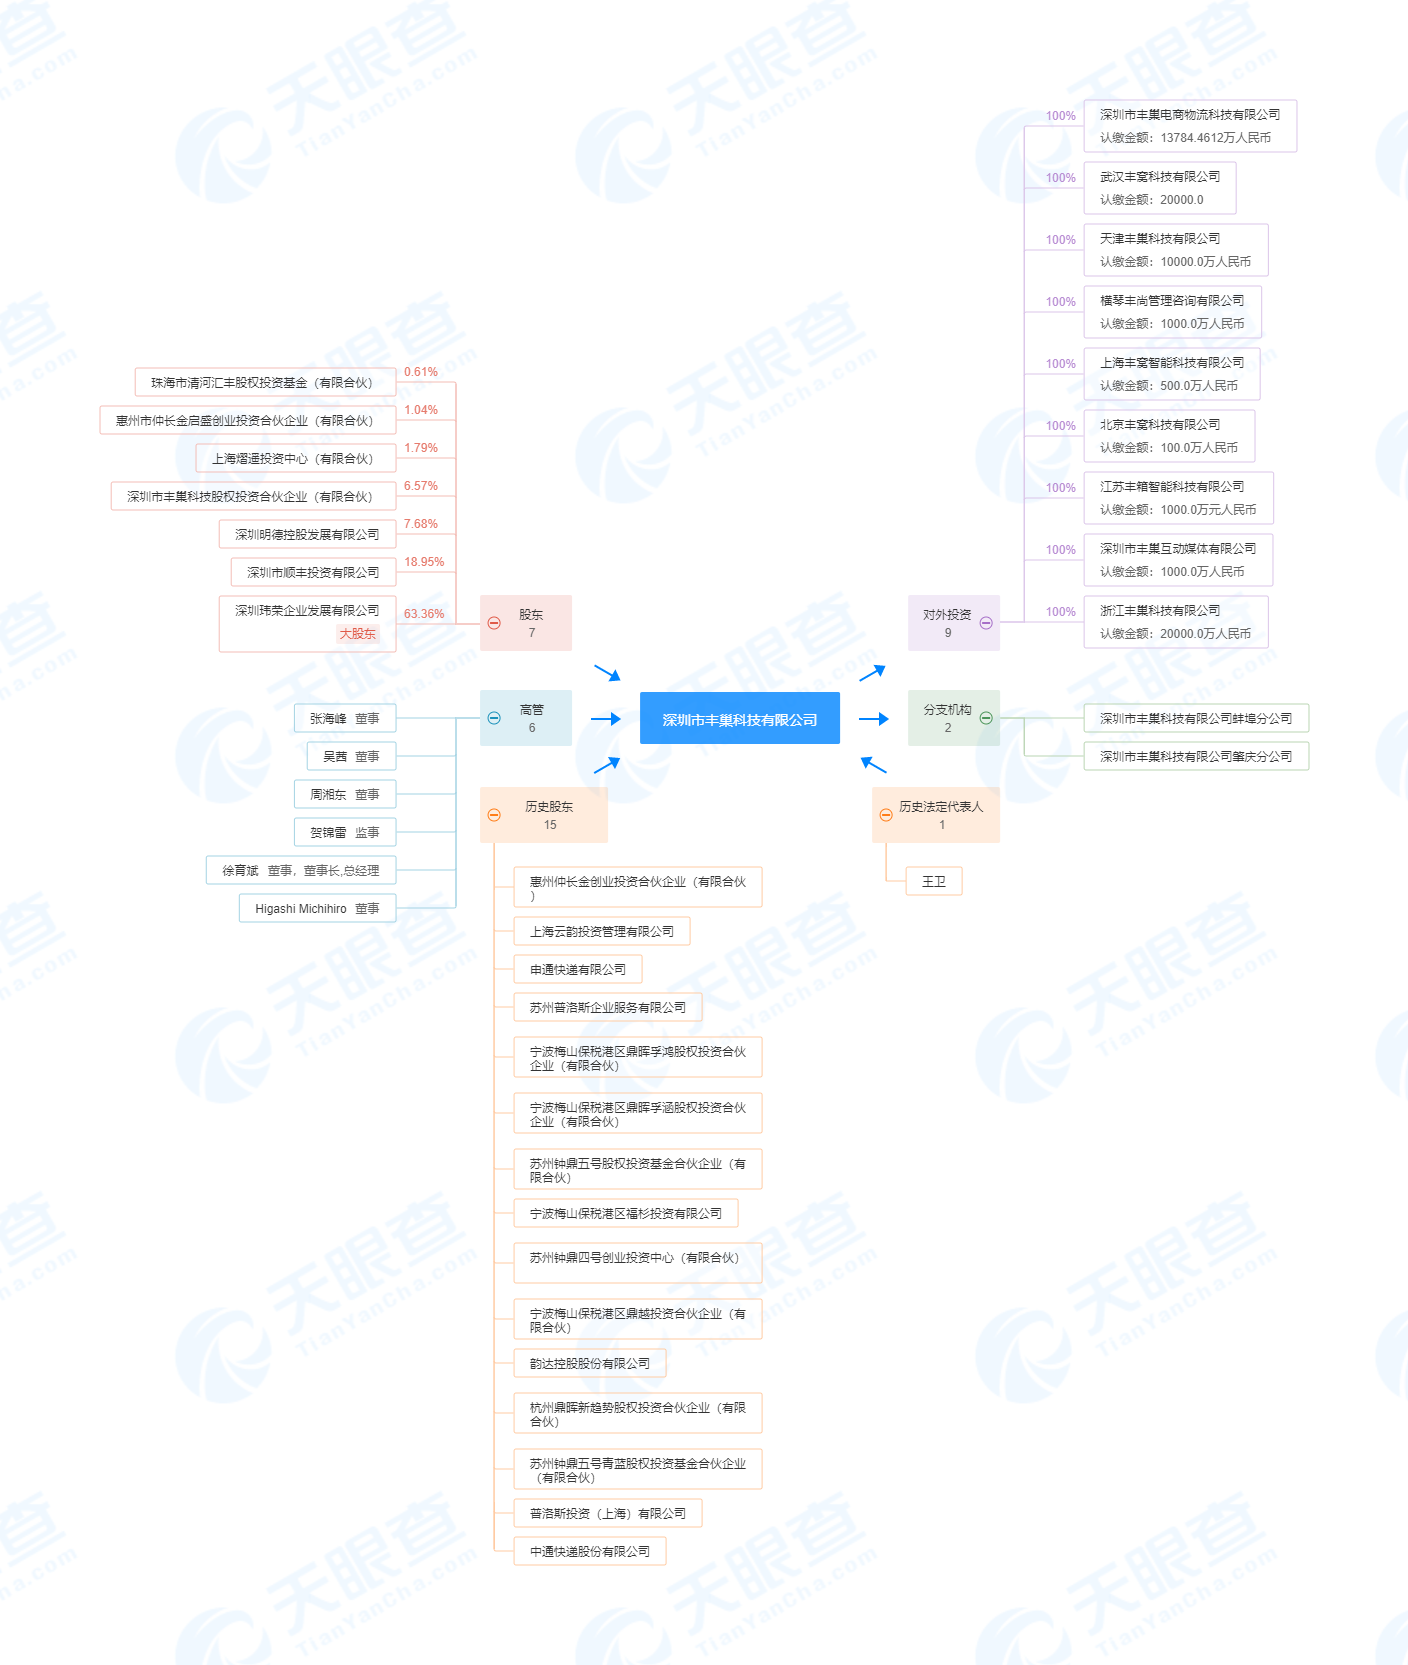 珠海市清河汇丰股权投资基金（有限合伙）
0.61%
惠州市仲长金启盛创业投资合伙企业（有限合伙）
1.04%
上海熠遥投资中心（有限合伙）
1.79%
深圳市丰巢科技股权投资合伙企业（有限合伙）
6.57%
深圳明德控股发展有限公司
7.68%
深圳市顺丰投资有限公司
18.95%
深圳玮荣企业发展有限公司
大股东
63.36%
股东
7
张海峰 董事
吴茜 董事
周湘东 董事
贺锦雷 监事
徐育斌 董事，董事长,总经理
Higashi Michihiro 董事
高管
6
深圳市丰巢科技有限公司
历史股东
15
惠州仲长金创业投资合伙企业（有限合伙
）
上海云韵投资管理有限公司
申通快递有限公司
苏州普洛斯企业服务有限公司
宁波梅山保税港区鼎晖孚鸿股权投资合伙
企业（有限合伙）
宁波梅山保税港区鼎晖孚涵股权投资合伙
企业（有限合伙）
苏州钟鼎五号股权投资基金合伙企业（有
限合伙）
宁波梅山保税港区福杉投资有限公司
苏州钟鼎四号创业投资中心（有限合伙）
宁波梅山保税港区鼎越投资合伙企业（有
限合伙）
韵达控股股份有限公司
杭州鼎晖新趋势股权投资合伙企业（有限
合伙）
苏州钟鼎五号青蓝股权投资基金合伙企业
（有限合伙）
普洛斯投资（上海）有限公司
中通快递股份有限公司
100%
深圳市丰巢电商物流科技有限公司
认缴金额：13784.4612万人民币
100%
武汉丰窝科技有限公司
认缴金额：20000.0
100%
天津丰巢科技有限公司
认缴金额：10000.0万人民币
100%
横琴丰尚管理咨询有限公司
认缴金额：1000.0万人民币
100%
上海丰窝智能科技有限公司
认缴金额：500.0万人民币
100%
北京丰窝科技有限公司
认缴金额：100.0万人民币
100%
江苏丰箱智能科技有限公司
认缴金额：1000.0万元人民币
100%
深圳市丰巢互动媒体有限公司
认缴金额：1000.0万人民币
100%
浙江丰巢科技有限公司
认缴金额：20000.0万人民币
对外投资
9
分支机构
2
深圳市丰巢科技有限公司蚌埠分公司
深圳市丰巢科技有限公司肇庆分公司
历史法定代表人
1
王卫
天眼查
TianYanCha.com